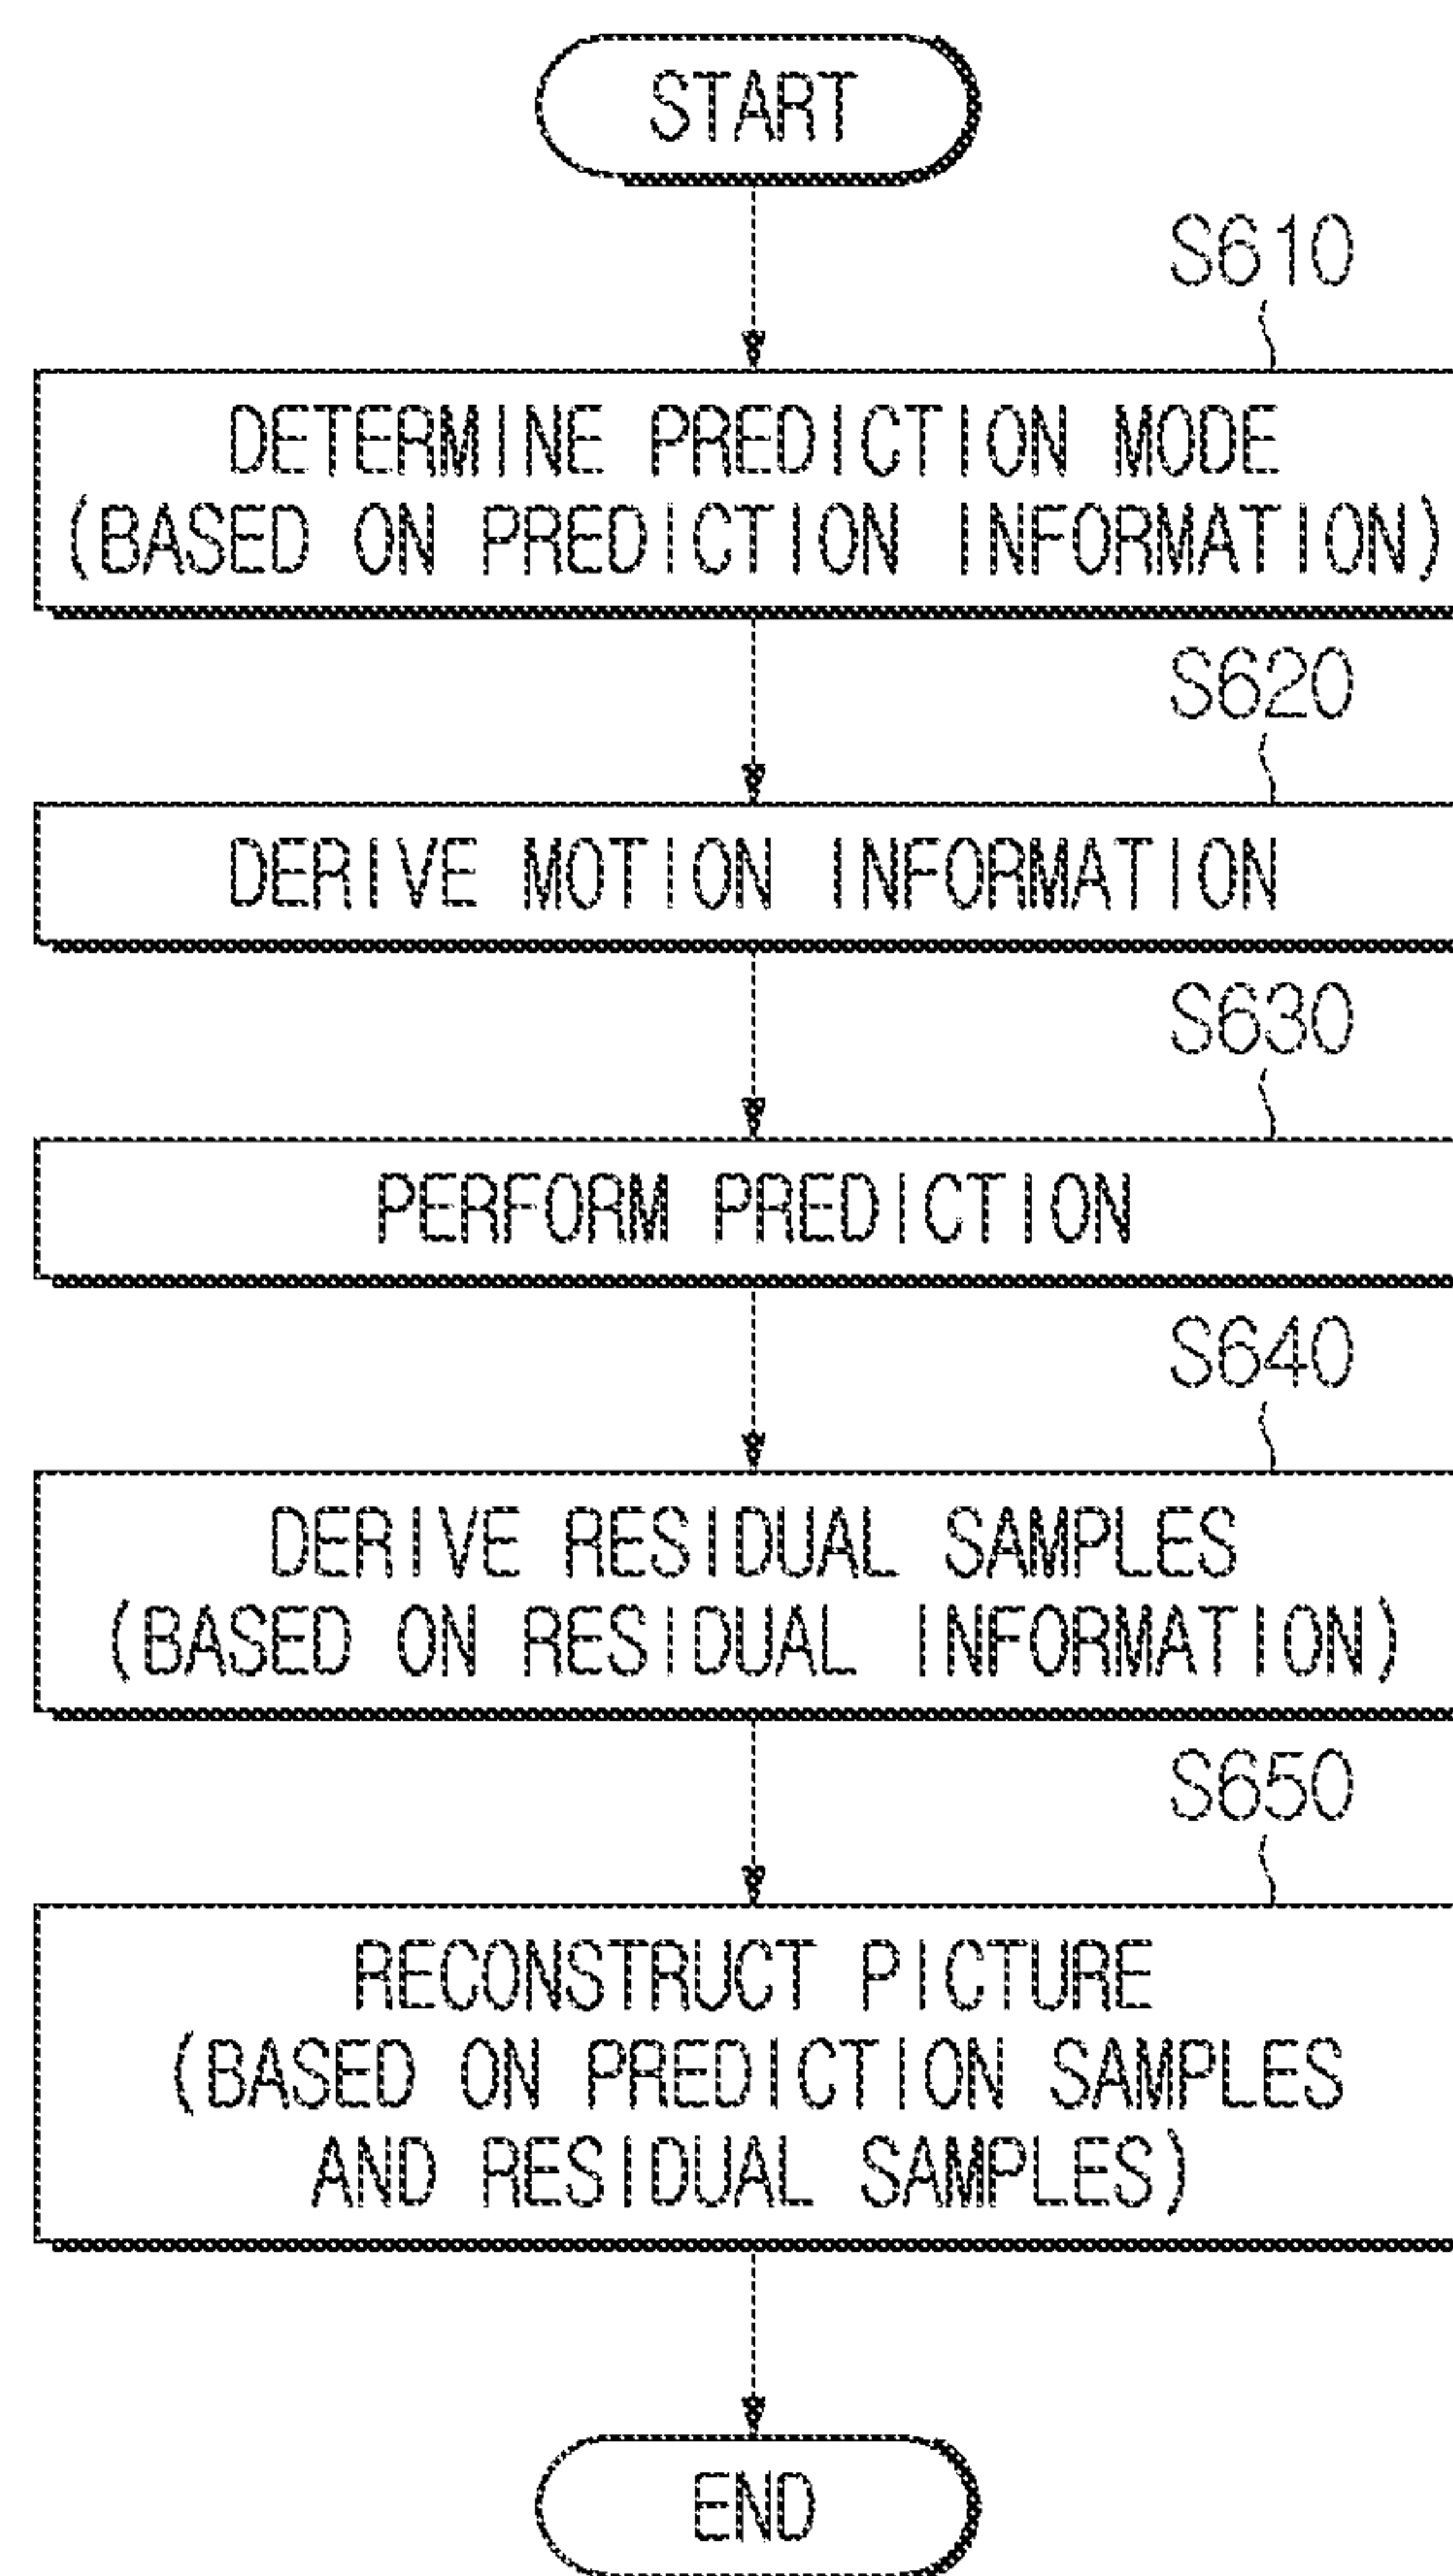 START
S610
DETERMINE PREDICTION MODE
(BASED ON PREDICTION INFORMATION)
S620
DERIVE MOTION INFORMATION
S630
PERFORM PREDICTION
S640
DERIVE RESIDUAL SAMPLES
(BASED ON RESIDUAL INFORMATION)
S650
RECONSTRUCT PICTURE
(BASED ON PREDICTION SAMPLES
AND RESIDUAL SAMPLES)
END